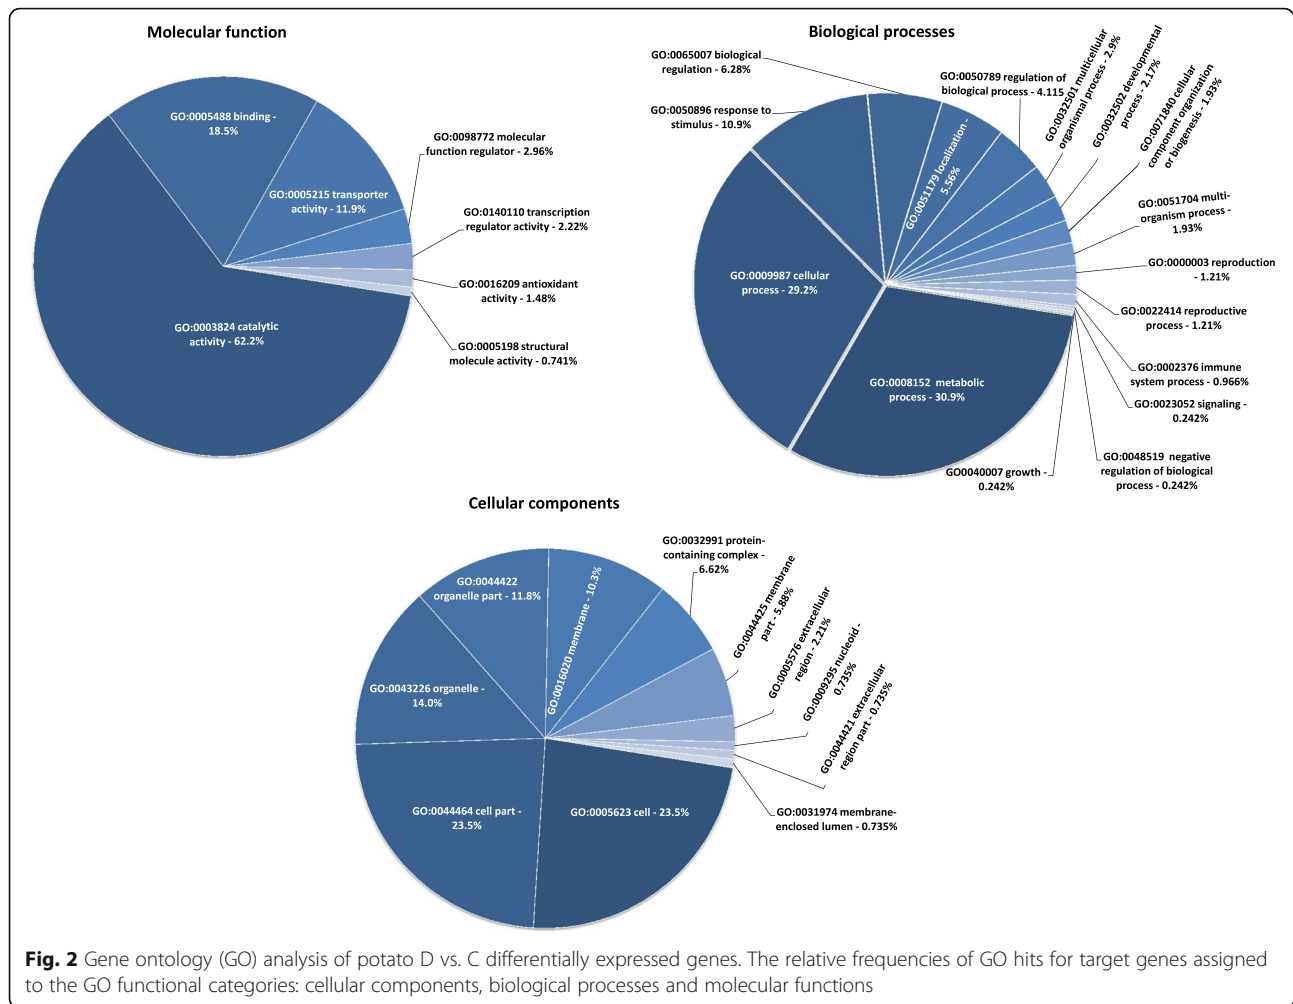 Molecular function
GO:0005488 binding -
18.5%
GO:0098772 molecular
function regulator - 2.96%
GO:0005215 transporter
activity - 11.9%
GO:0140110 transcription
regulator activity - 2.22%
GO:0016209 antioxidant
activity - 1.48%
GO:0003824 catalytic
activity - 62.2%
GO:0005198 structural
molecule activity - 0.741%
Biological processes
GO:0065007 biological
regulation - 6.28%
GO:0050896 response to
stimulus - 10.9%
GO:0051179 localization -
5.56%
GO:0050789 regulation of
biological process - 4.115
GO:0032501 multicellular
organismal process - 2.9%
GO:0032502 developmental
process - 2.17%
GO:0071840 cellular
component organization
or biogenesis - 1.93%
GO:0051704 multi-
organism process -
1.93%
GO:0000003 reproduction
- 1.21%
GO:0022414 reproductive
process - 1.21%
GO:0002376 immune
system process - 0.966%
GO:0023052 signaling -
0.242%
GO:0048519  negative
regulation of biological
process - 0.242%
GO0040007 growth -
0.242%
GO:0009987 cellular
process - 29.2%
GO:0008152  metabolic
process - 30.9%
Cellular components
GO:0044422
organelle part - 11.8%
GO:0016020 membrane - 10.3%
GO:0032991 protein-
containing complex -
6.62%
GO:0044425 membrane
part - 5.88%
GO:0005576 extracellular
region - 2.21%
GO:0009295 nucleoid -
0.735%
GO:0044421 extracellular
region part - 0.735%
GO:0031974 membrane-
enclosed lumen - 0.735%
GO:0043226 organelle -
14.0%
GO:0044464 cell part -
23.5%
GO:0005623 cell - 23.5%
Fig. 2 Gene ontology (GO) analysis of potato D vs. C differentially expressed genes. The relative frequencies of GO hits for target genes assigned
to the GO functional categories: cellular components, biological processes and molecular functions